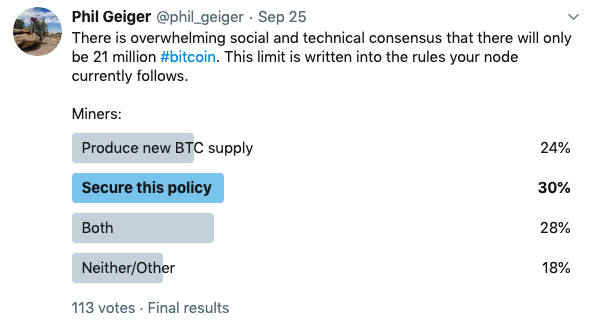 Phil Geiger @phil_geiger · Sep 25
There is overwhelming social and technical consensus that there will only
be 21 million #bitcoin. This limit is written into the rules your node
currently follows.
Miners:
Produce new BTC supply 24%
Secure this policy 30%
Both 28%
Neither/Other 18%
113 votes · Final results